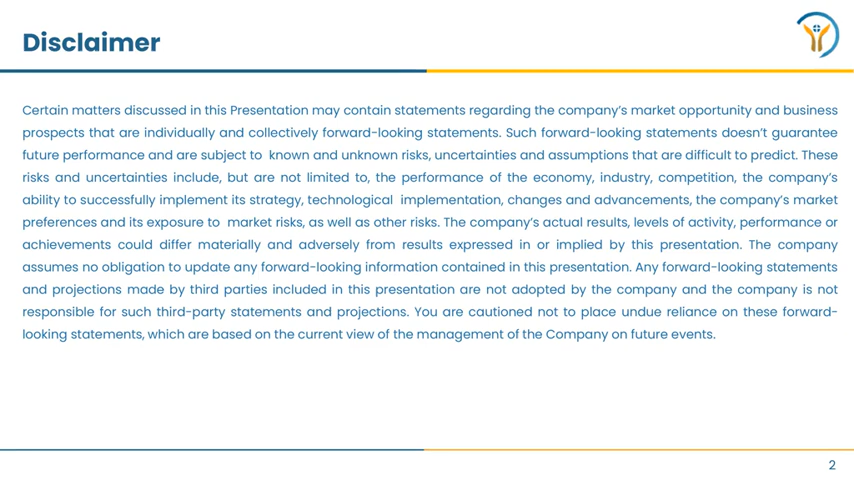 Disclaimer
Certain matters discussed in this Presentation may contain statements regarding the company's market opportunity and business
prospects that are individually and collectively forward-looking statements. Such forward-looking statements doesn't guarantee
future performance and are subject to known and unknown risks, uncertainties and assumptions that are difficult to predict. These
risks and uncertainties include, but are not limited to, the performance of the economy, industry, competition, the company's
ability to successfully implement its strategy, technological implementation, changes and advancements, the company's market
preferences and its exposure to market risks, as well as other risks. The company's actual results, levels of activity, performance or
achievements could differ materially and adversely from results expressed in or implied by this presentation. The company
assumes no obligation to update any forward-looking information contained in this presentation. Any forward-looking statements
and projections made by third parties included in this presentation are not adopted by the company and the company is not
responsible for such third-party statements and projections. You are cautioned not to place undue reliance on these forward-
looking statements, which are based on the current view of the management of the Company on future events.
2